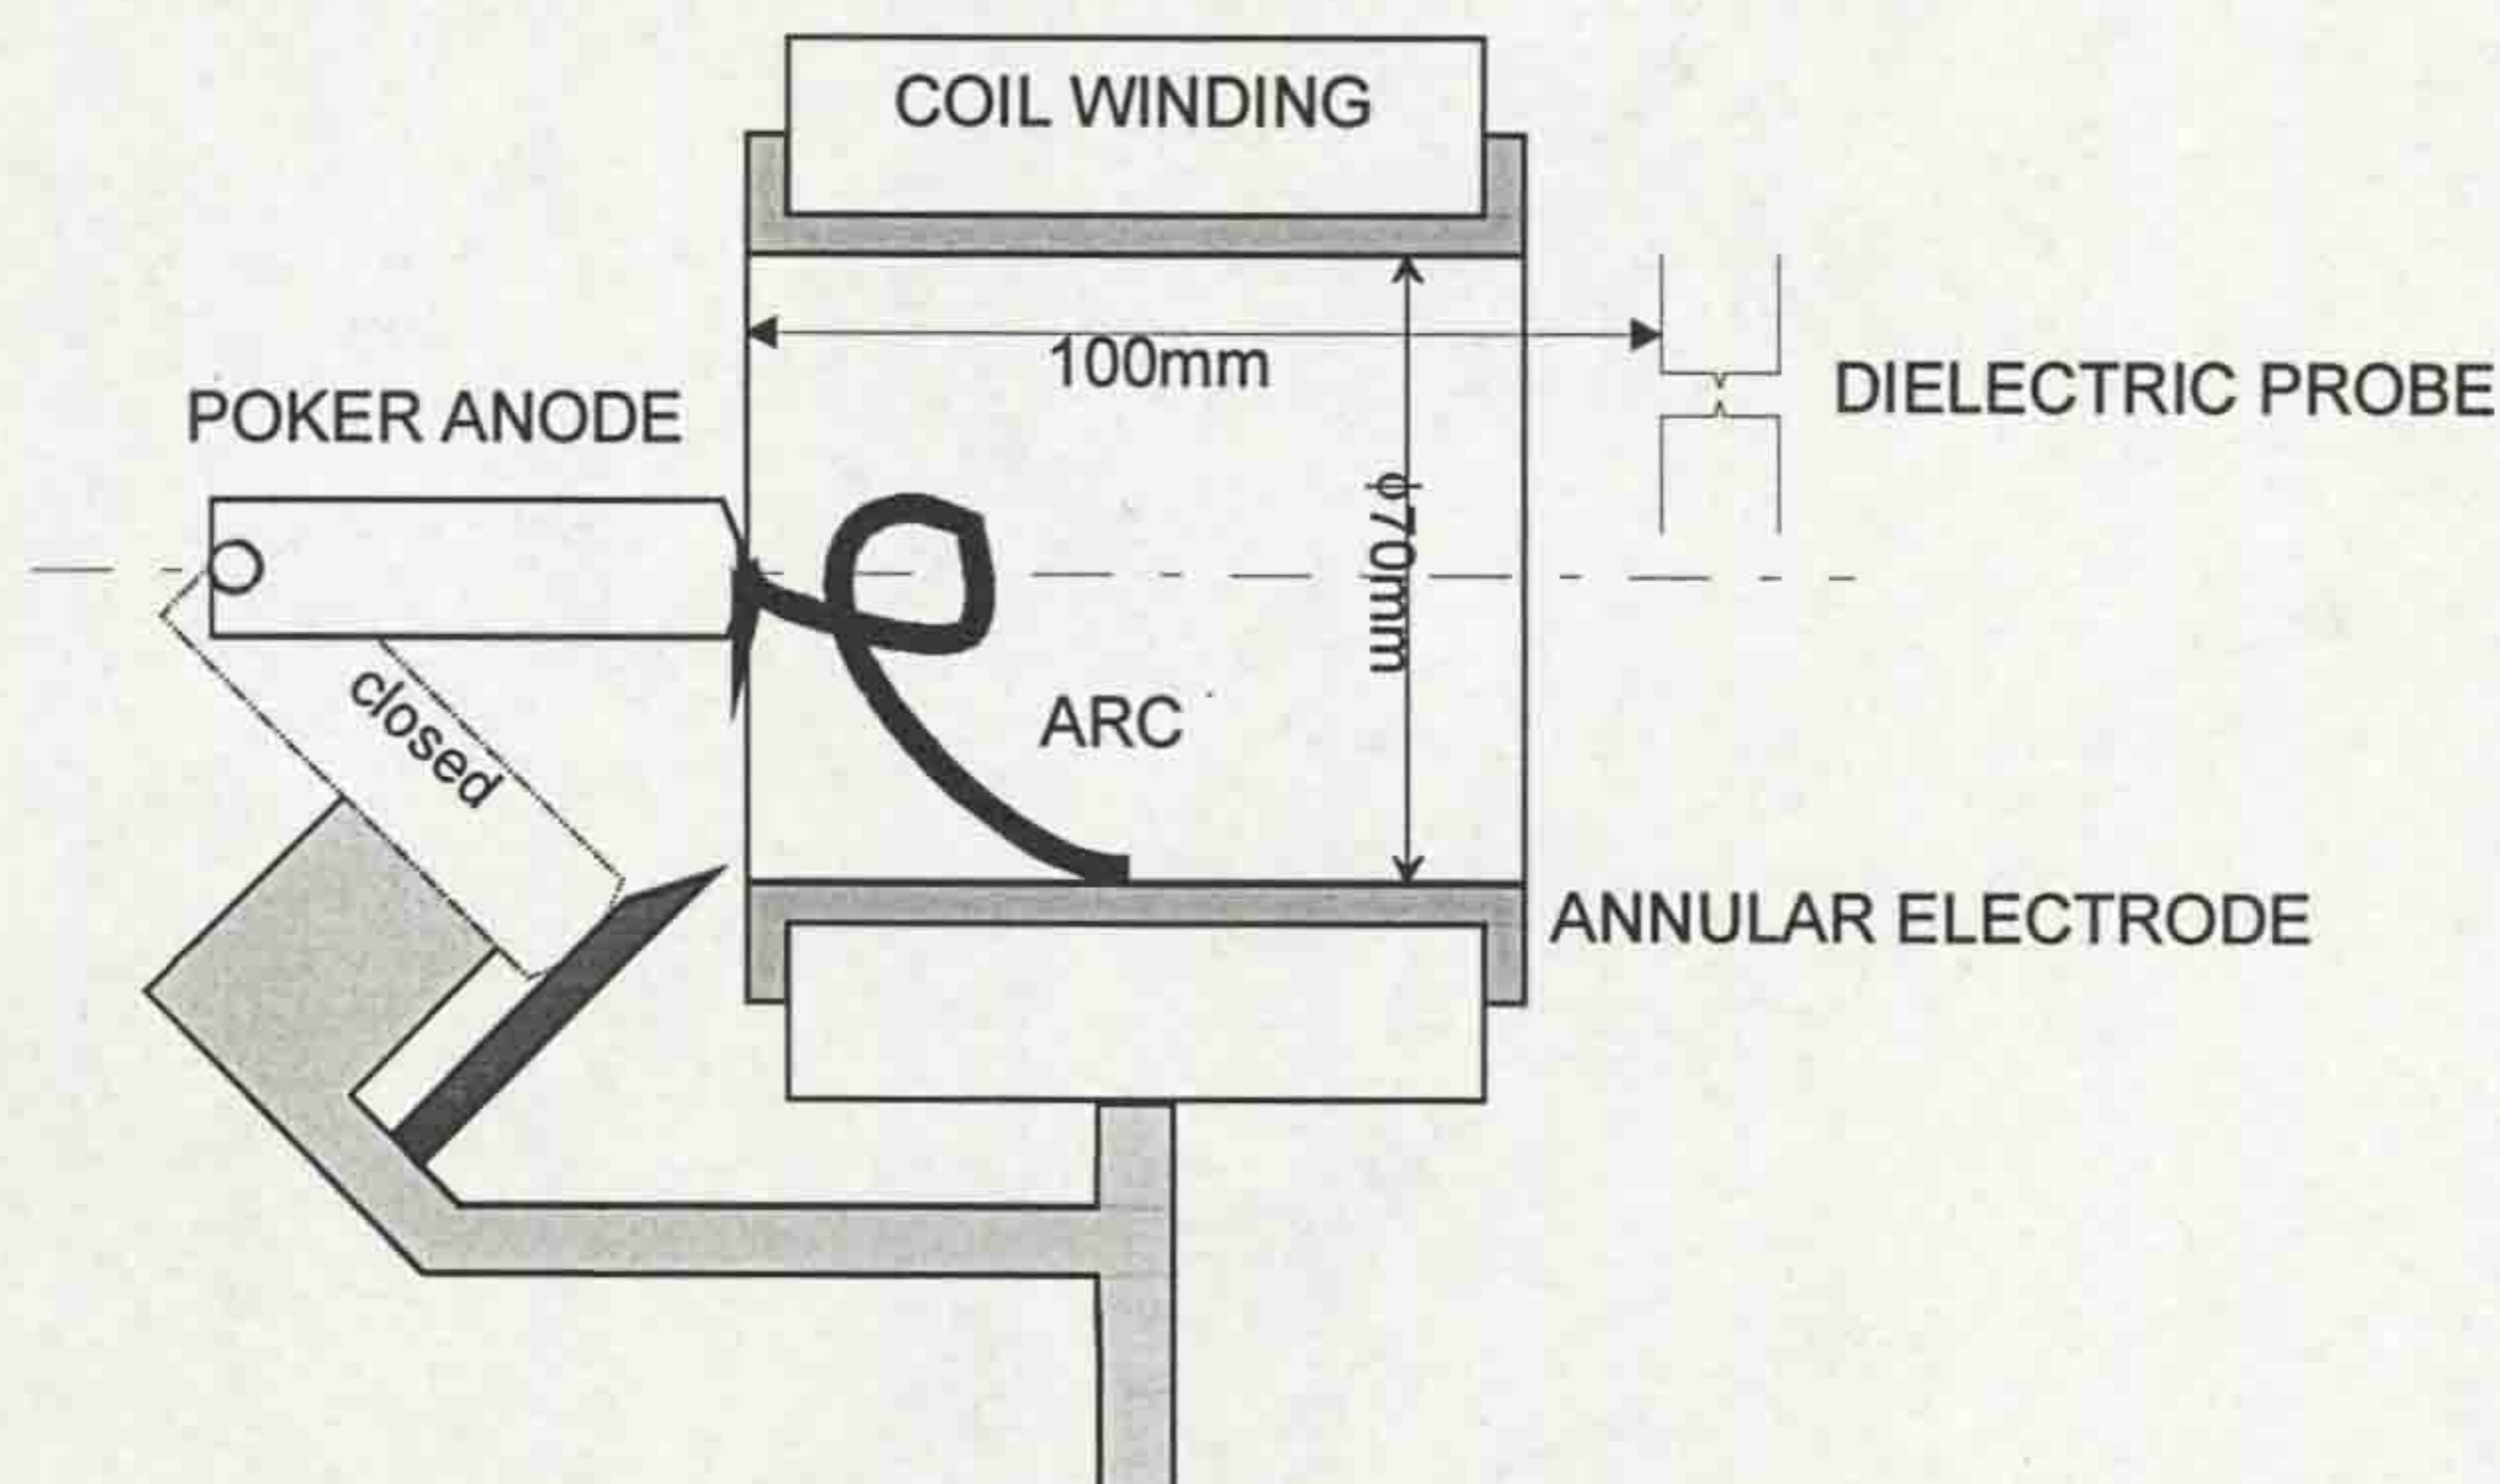 COIL WINDING
100mm
POKER ANODE
DIELECTRIC PROBE
ϕ70mm
closed
ARC
ANNULAR ELECTRODE